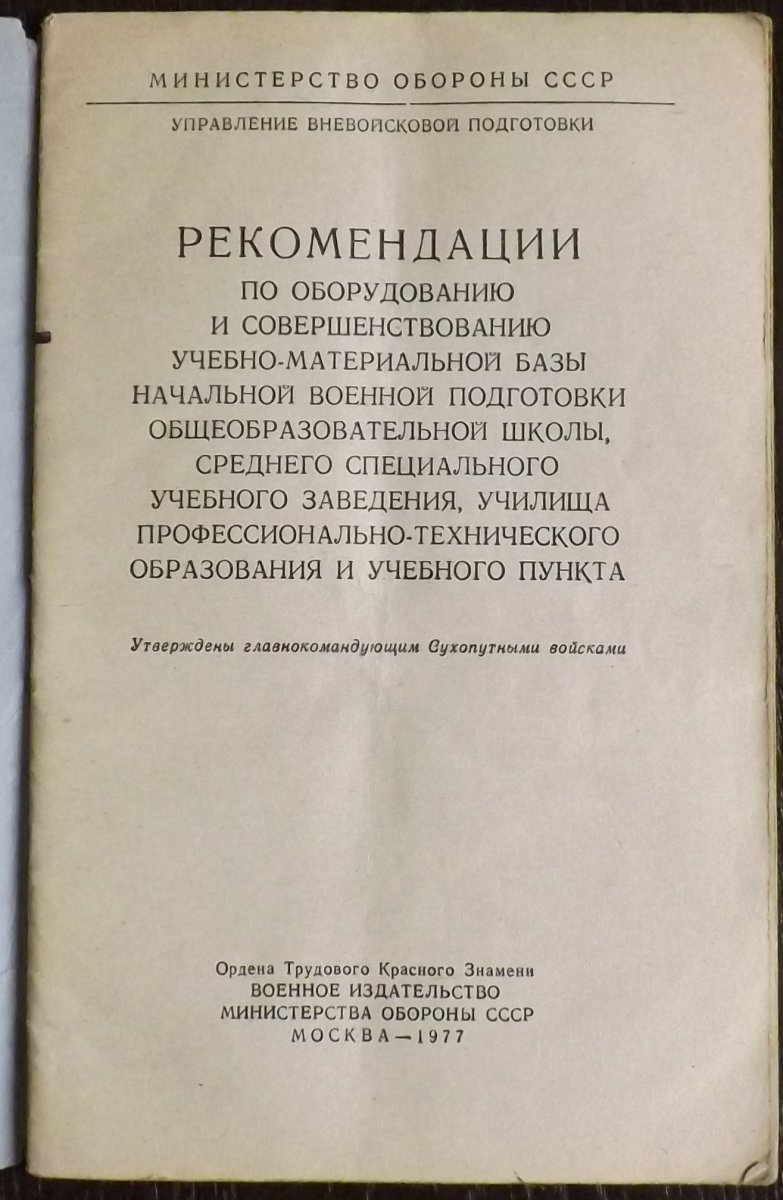 МИНИСТЕРСТВО ОБОРОНЫ СССР
УПРАВЛЕНИЕ ВНЕВОЙСКОВОЙ ПОДГОТОВКИ
РЕКОМЕНДАЦИИ
ПО ОБОРУДОВАНИЮ
И СОВЕРШЕНСТВОВАНИЮ
УЧЕБНО-МАТЕРИАЛЬНОЙ БАЗЫ
НАЧАЛЬНОЙ ВОЕННОЙ ПОДГОТОВКИ
ОБЩЕОБРАЗОВАТЕЛЬНОЙ ШКОЛЫ,
СРЕДНЕГО СПЕЦИАЛЬНОГО
УЧЕБНОГО ЗАВЕДЕНИЯ, УЧИЛИЩА
ПРОФЕССИОНАЛЬНО-ТЕХНИЧЕСКОГО
ОБРАЗОВАНИЯ И УЧЕБНОГО ПУНКТА
Утверждены главнокомандующим Сухопутными войсками
Ордена Трудового Красного Знамени
ВОЕННОЕ ИЗДАТЕЛЬСТВО
МИНИСТЕРСТВА ОБОРОНЫ СССР
МОСКВА — 1977